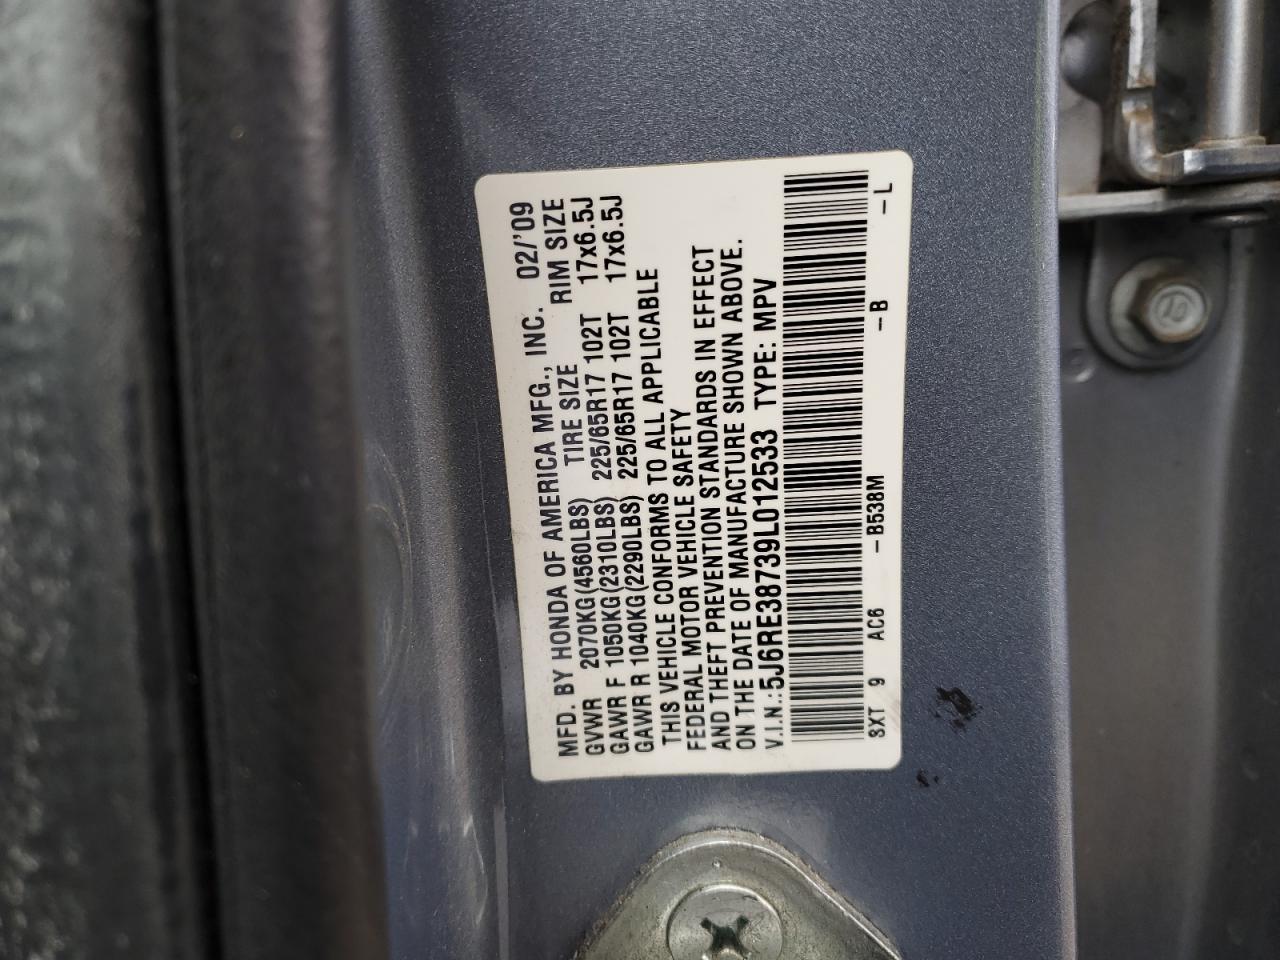 MFD. BY HONDA OF AMERICA MFG., INC. 02/'09
GVWR 2070KG(4560LBS) TIRE SIZE RIM SIZE
GAWR F 1050KG(2310LBS) 225/65R17 102T 17x6.5J
GAWR R 1040KG(2290LBS) 225/65R17 102T 17x6.5J
THIS VEHICLE CONFORMS TO ALL APPLICABLE
FEDERAL MOTOR VEHICLE SAFETY
AND THEFT PREVENTION STANDARDS IN EFFECT
ON THE DATE OF MANUFACTURE SHOWN ABOVE.
V.I.N.: 5J6RE38739L012533 TYPE: MPV
SXT 9 AC6 -B538M -B -L